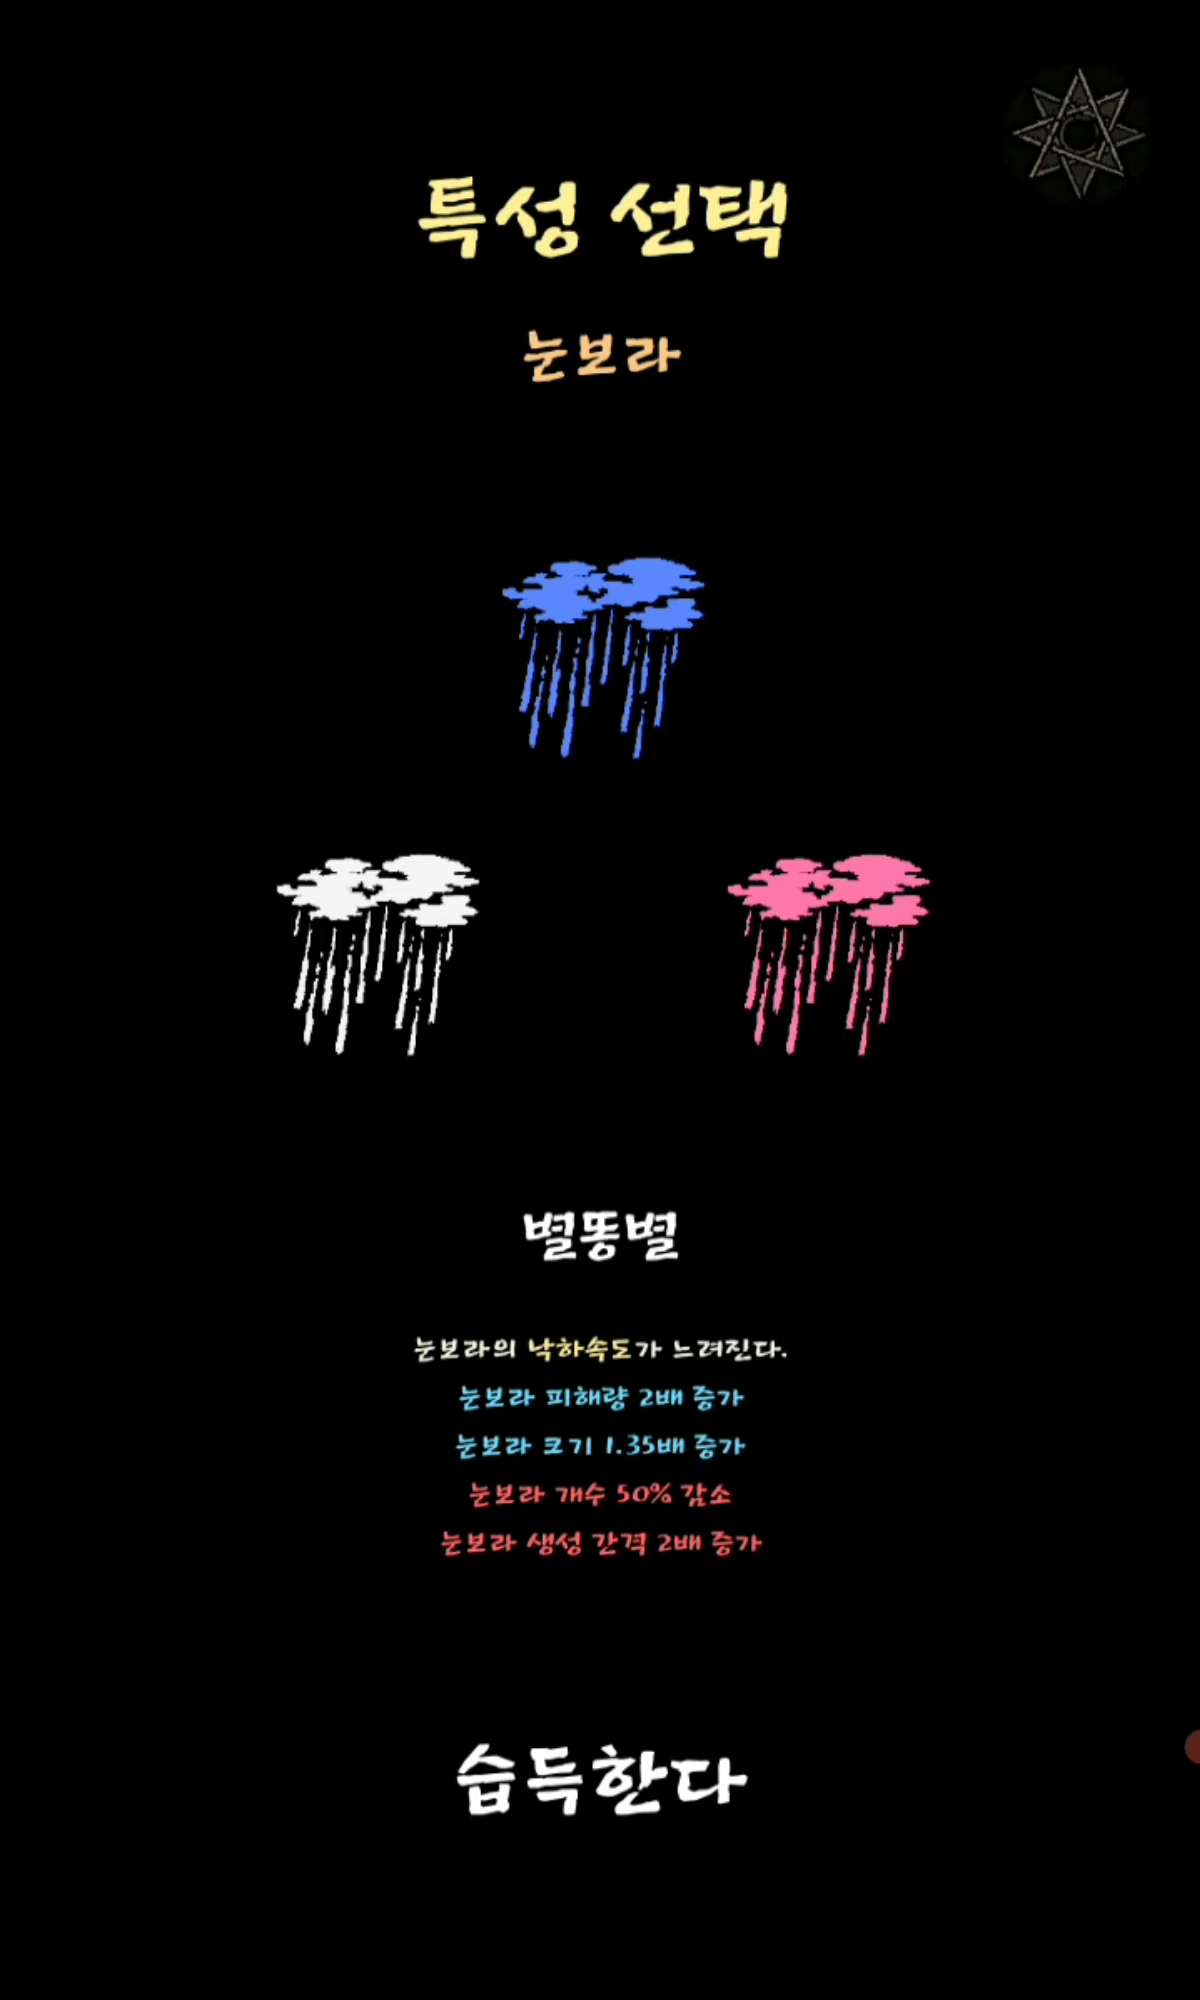 특성 선택
눈보라
별똥별
눈보라의 낙하속도가 느려진다.
눈보라 피해량 2배 증가
눈보라 크기 1.35배 증가
눈보라 개수 50% 감소
눈보라 생성 간격 2배 증가
습득한다